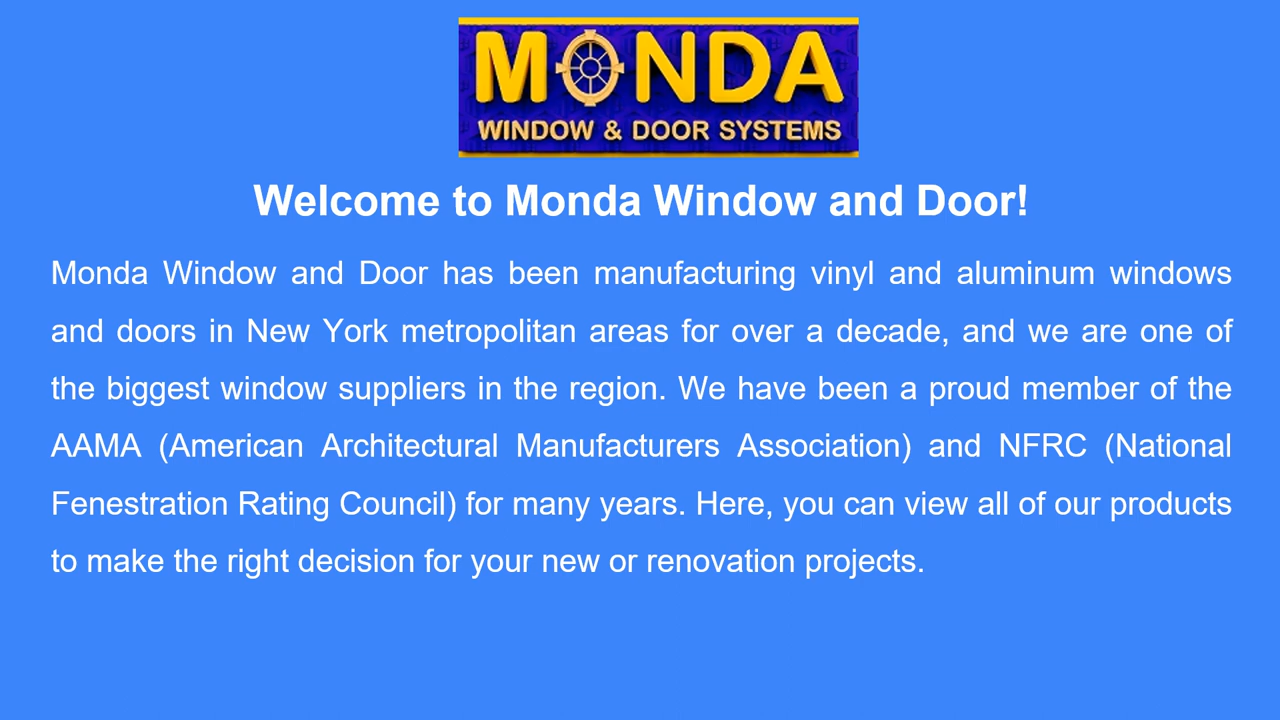 MONDA
WINDOW & DOOR SYSTEMS
Welcome to Monda Window and Door!
Monda Window and Door has been manufacturing vinyl and aluminum windows
and doors in New York metropolitan areas for over a decade, and we are one of
the biggest window suppliers in the region. We have been a proud member of the
AAMA (American Architectural Manufacturers Association) and NFRC (National
Fenestration Rating Council) for many years. Here, you can view all of our products
to make the right decision for your new or renovation projects.